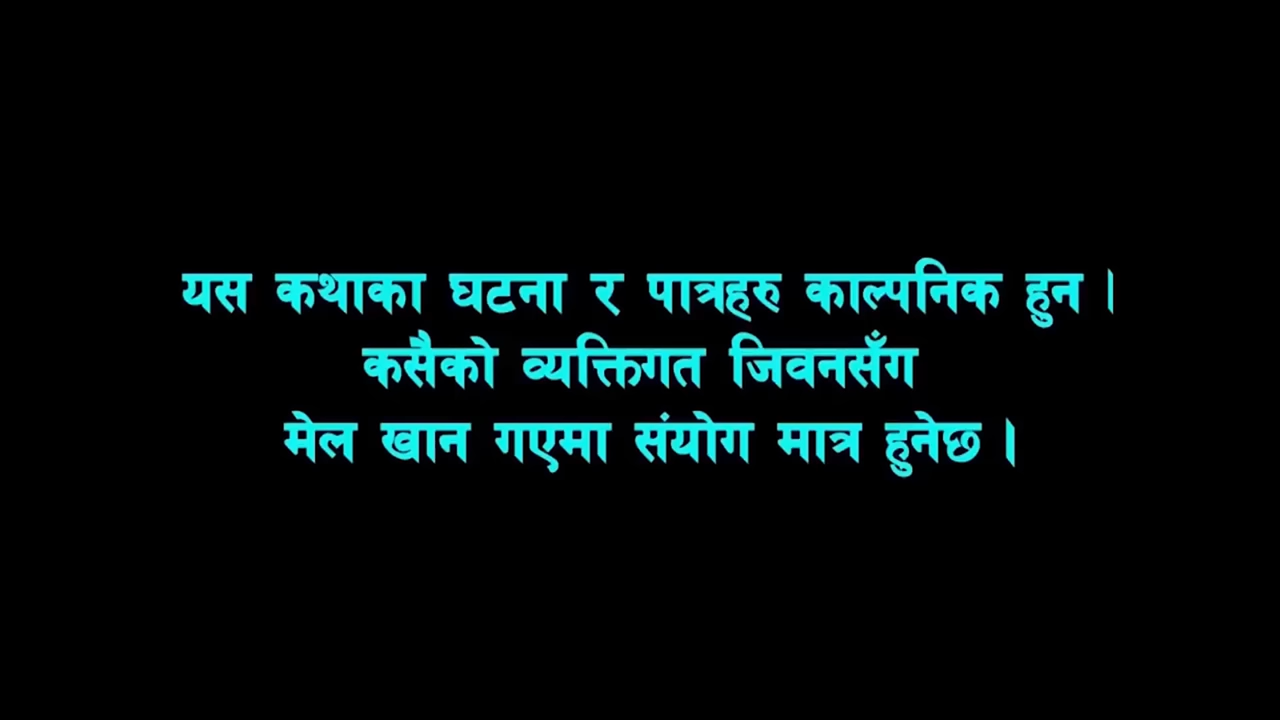 यस कथाका घटना र पात्रहरु काल्पनिक हुन ।
कसैको व्यक्तिगत जिवनसँग
मेल खान गएमा संयोग मात्र हुनेछ ।